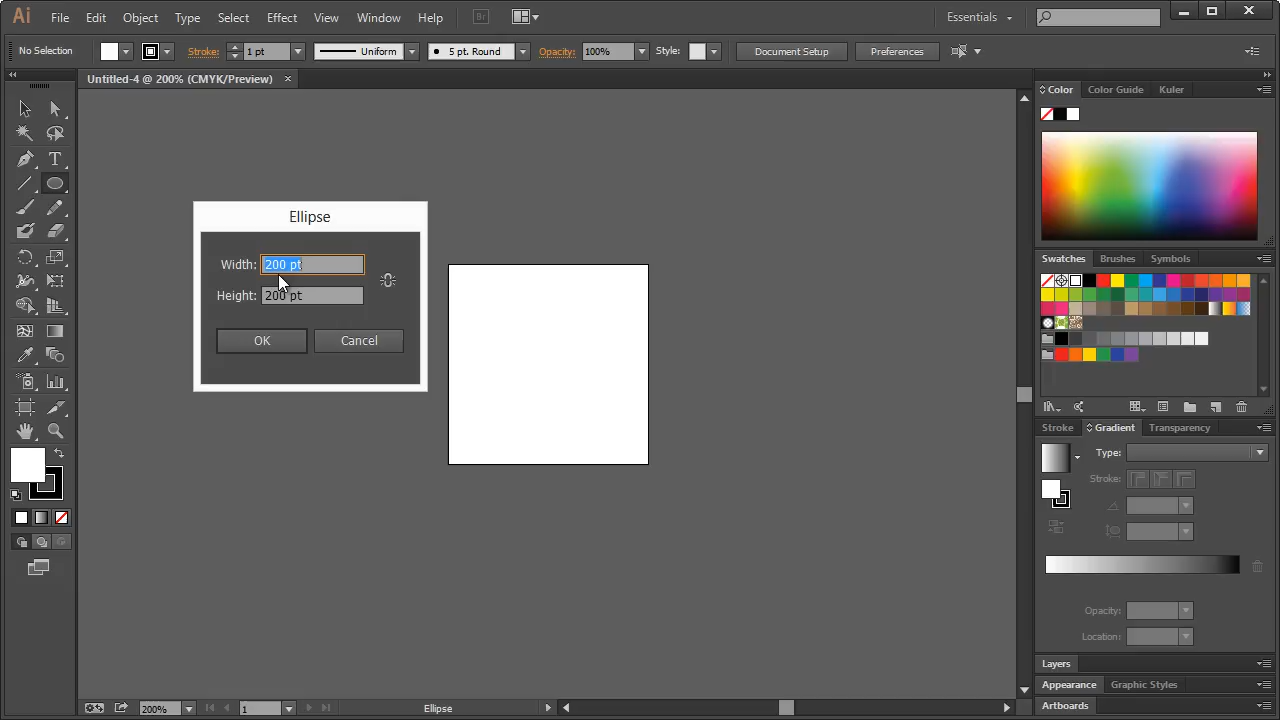 Ai File Edit Object Type Select Effect View Window Help Br Essentials
No Selection Stroke: 1 pt Uniform 5 pt. Round Opacity: 100% Style: Document Setup Preferences
Untitled-4 @ 200% (CMYK/Preview)
Color Color Guide Kuler
Ellipse
Width: 200 pt
Height: 200 pt
OK Cancel
Swatches Brushes Symbols
Stroke Gradient Transparency
Type:
Stroke:
Opacity:
Location:
Layers
Appearance Graphic Styles
Artboards
200% 1 Ellipse